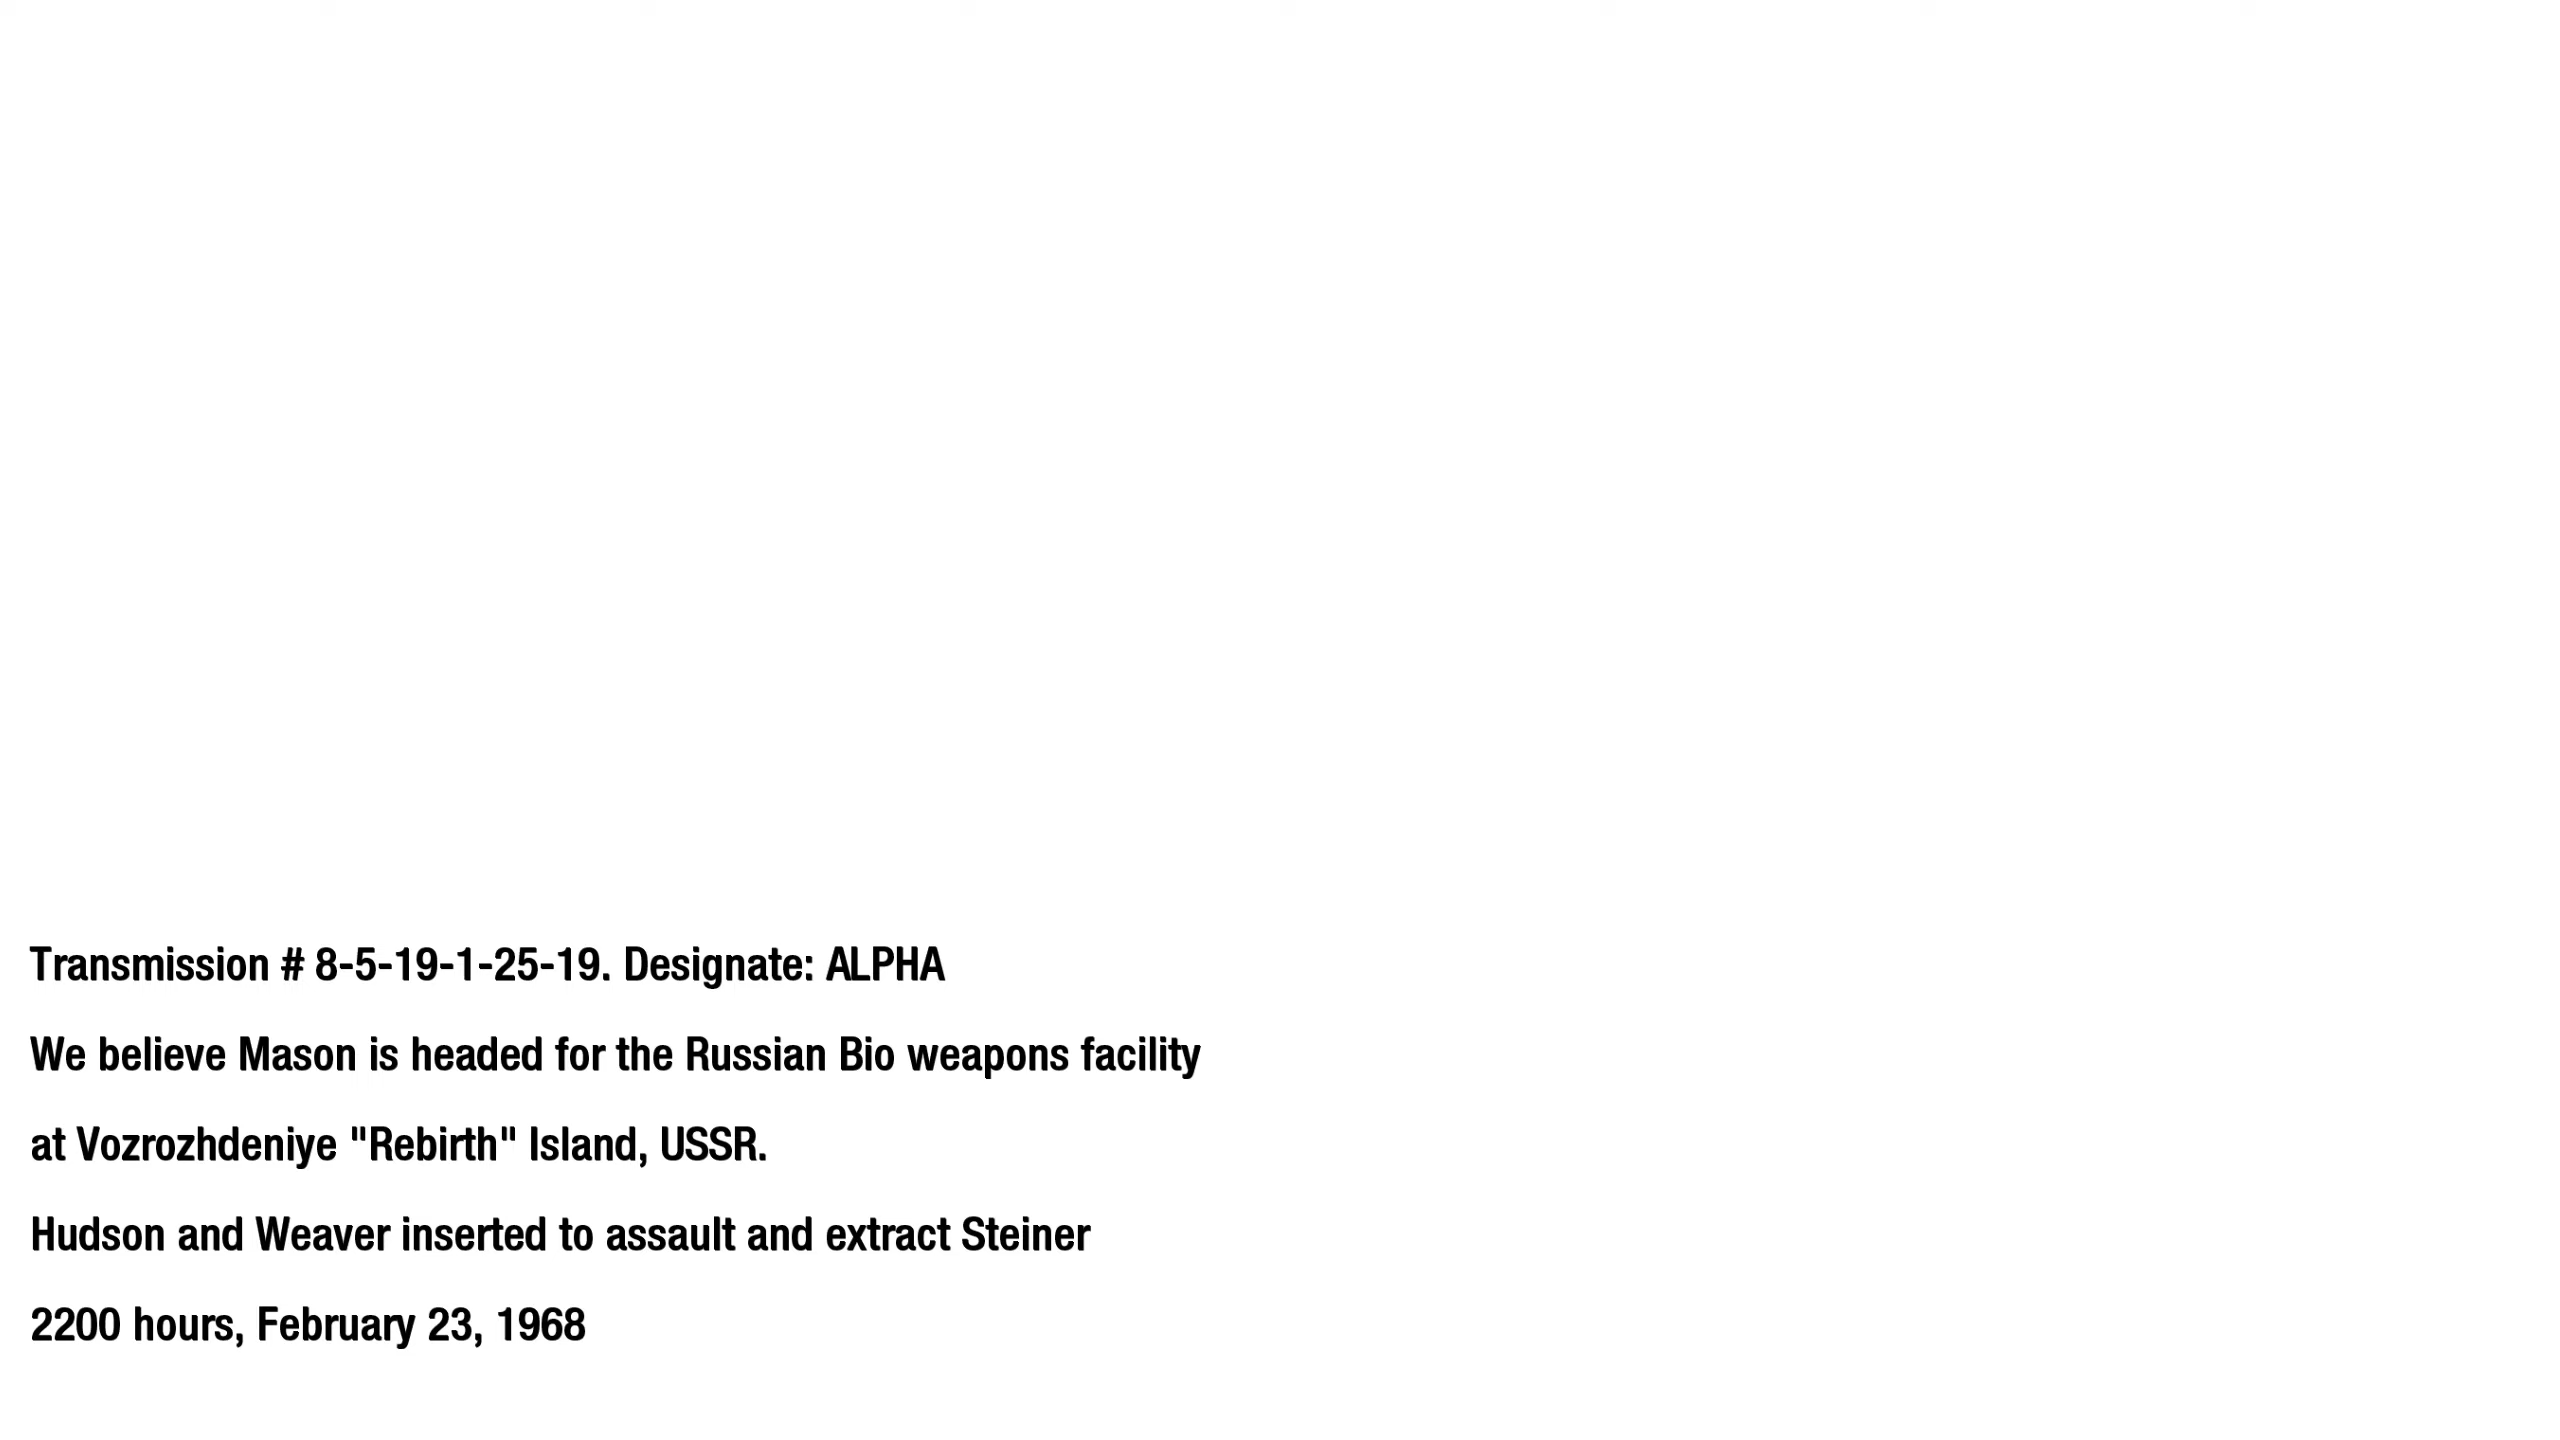 Transmission # 8-5-19-1-25-19. Designate: ALPHA
We believe Mason is headed for the Russian Bio weapons facility
at Vozrozhdeniye "Rebirth" Island, USSR.
Hudson and Weaver inserted to assault and extract Steiner
2200 hours, February 23, 1968